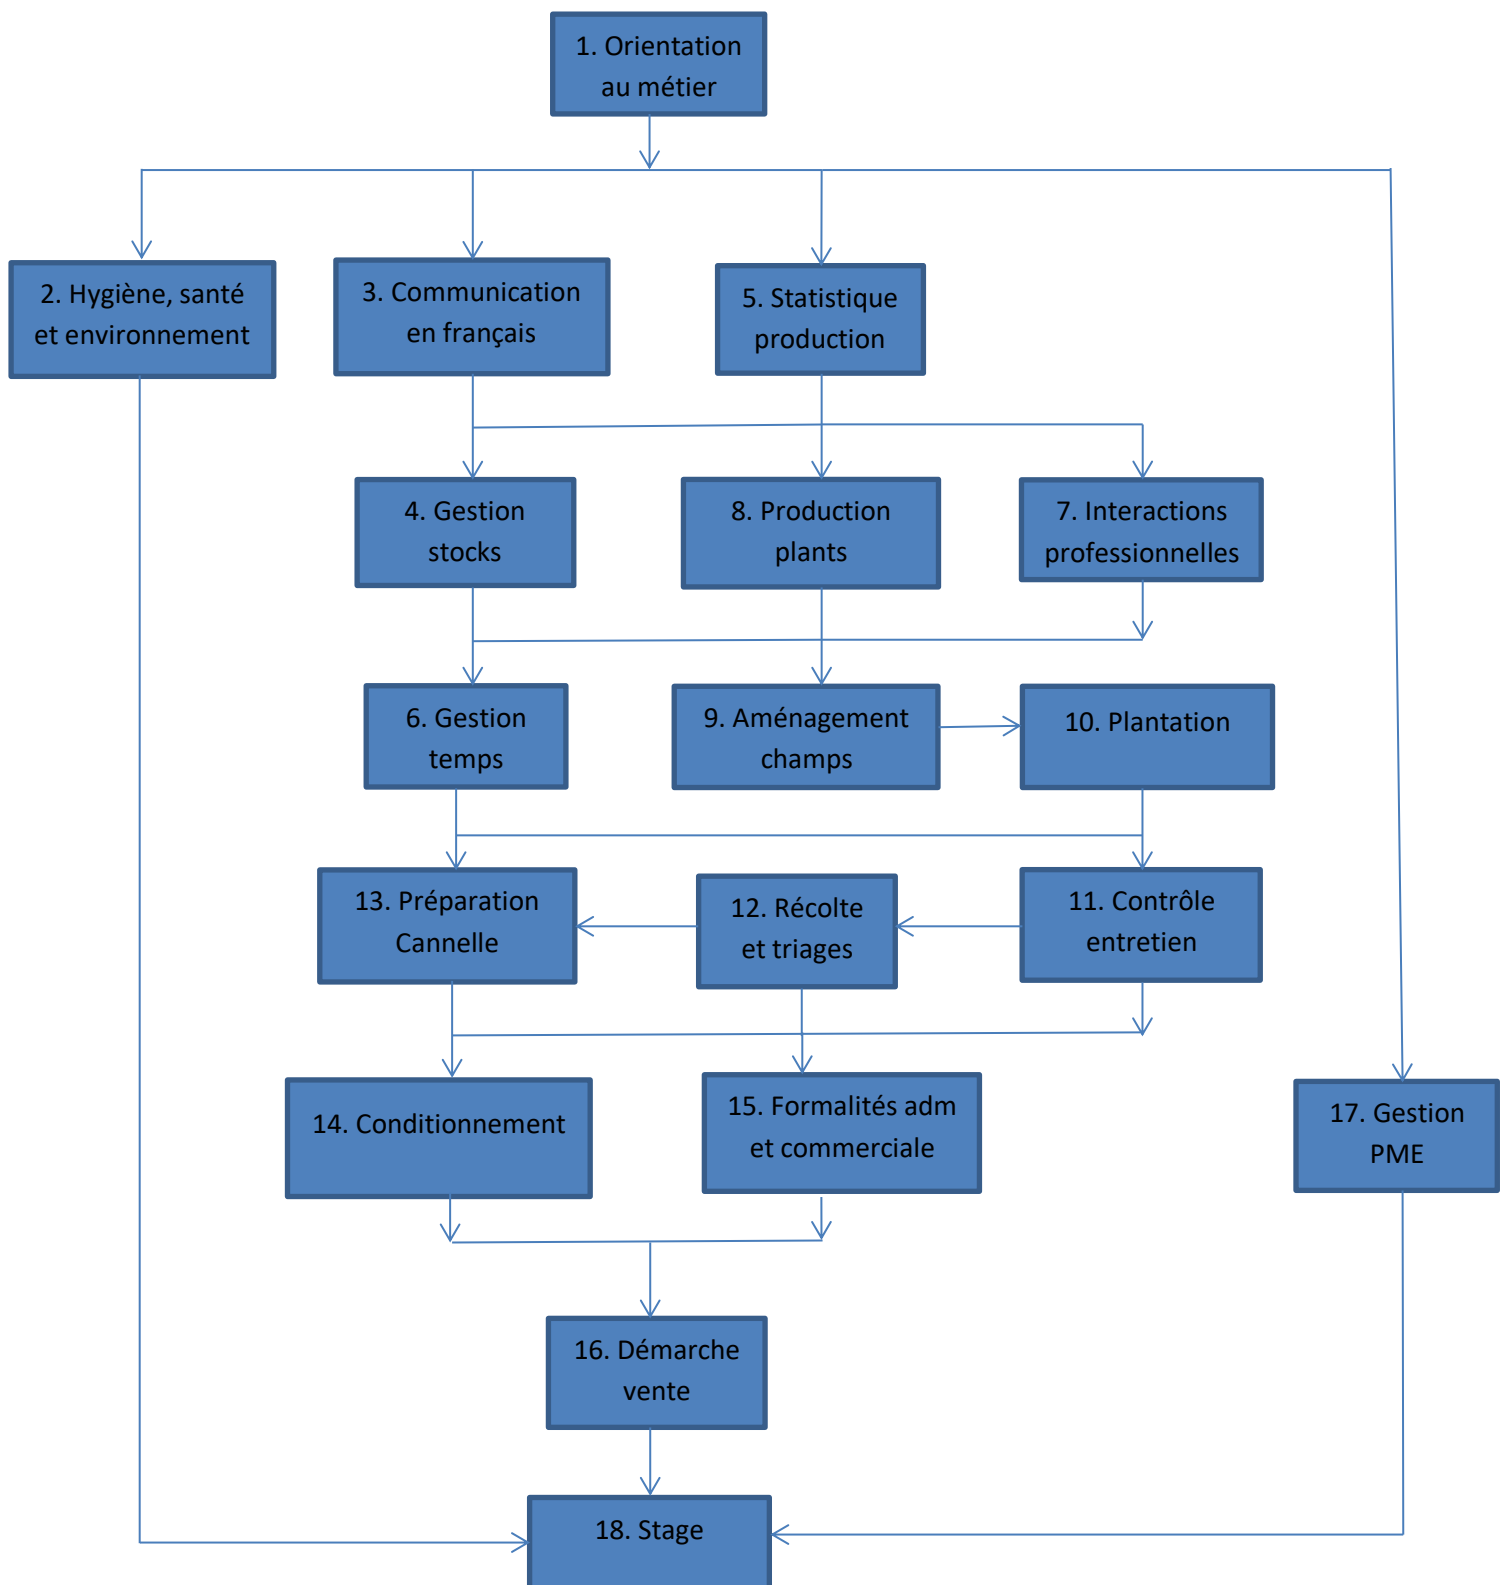 1. Orientation
au métier
2. Hygiène, santé
et environnement
3. Communication
en français
5. Statistique
production
4. Gestion
stocks
8. Production
plants
7. Interactions
professionnelles
6. Gestion
temps
9. Aménagement
champs
10. Plantation
13. Préparation
Cannelle
12. Récolte
et triages
11. Contrôle
entretien
14. Conditionnement
15. Formalités adm
et commerciale
17. Gestion
PME
16. Démarche
vente
18. Stage